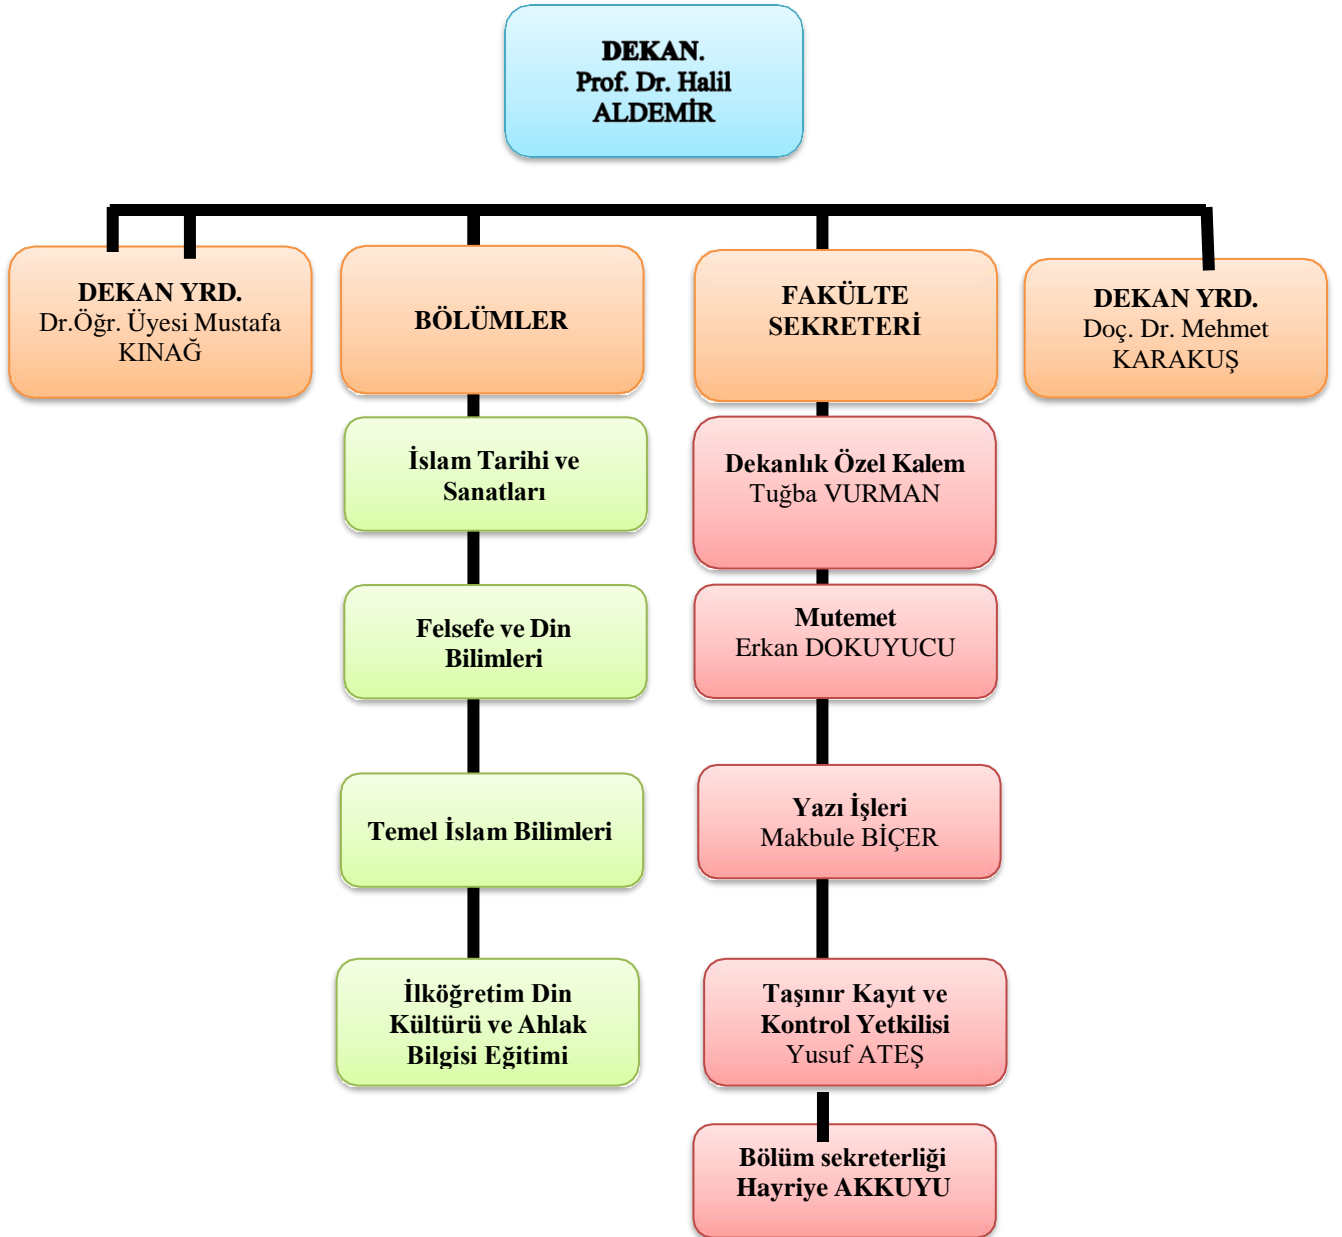 DEKAN.
Prof. Dr. Halil
ALDEMİR
DEKAN YRD.
Dr.Öğr. Üyesi Mustafa
KINAĞ
BÖLÜMLER
FAKÜLTE
SEKRETERİ
DEKAN YRD.
Doç. Dr. Mehmet
KARAKUŞ
İslam Tarihi ve
Sanatları
Felsefe ve Din
Bilimleri
Temel İslam Bilimleri
İlköğretim Din
Kültürü ve Ahlak
Bilgisi Eğitimi
Dekanlık Özel Kalem
Tuğba VURMAN
Mutemet
Erkan DOKUYUCU
Yazı İşleri
Makbule BİÇER
Taşınır Kayıt ve
Kontrol Yetkilisi
Yusuf ATEŞ
Bölüm sekreterliği
Hayriye AKKUYU